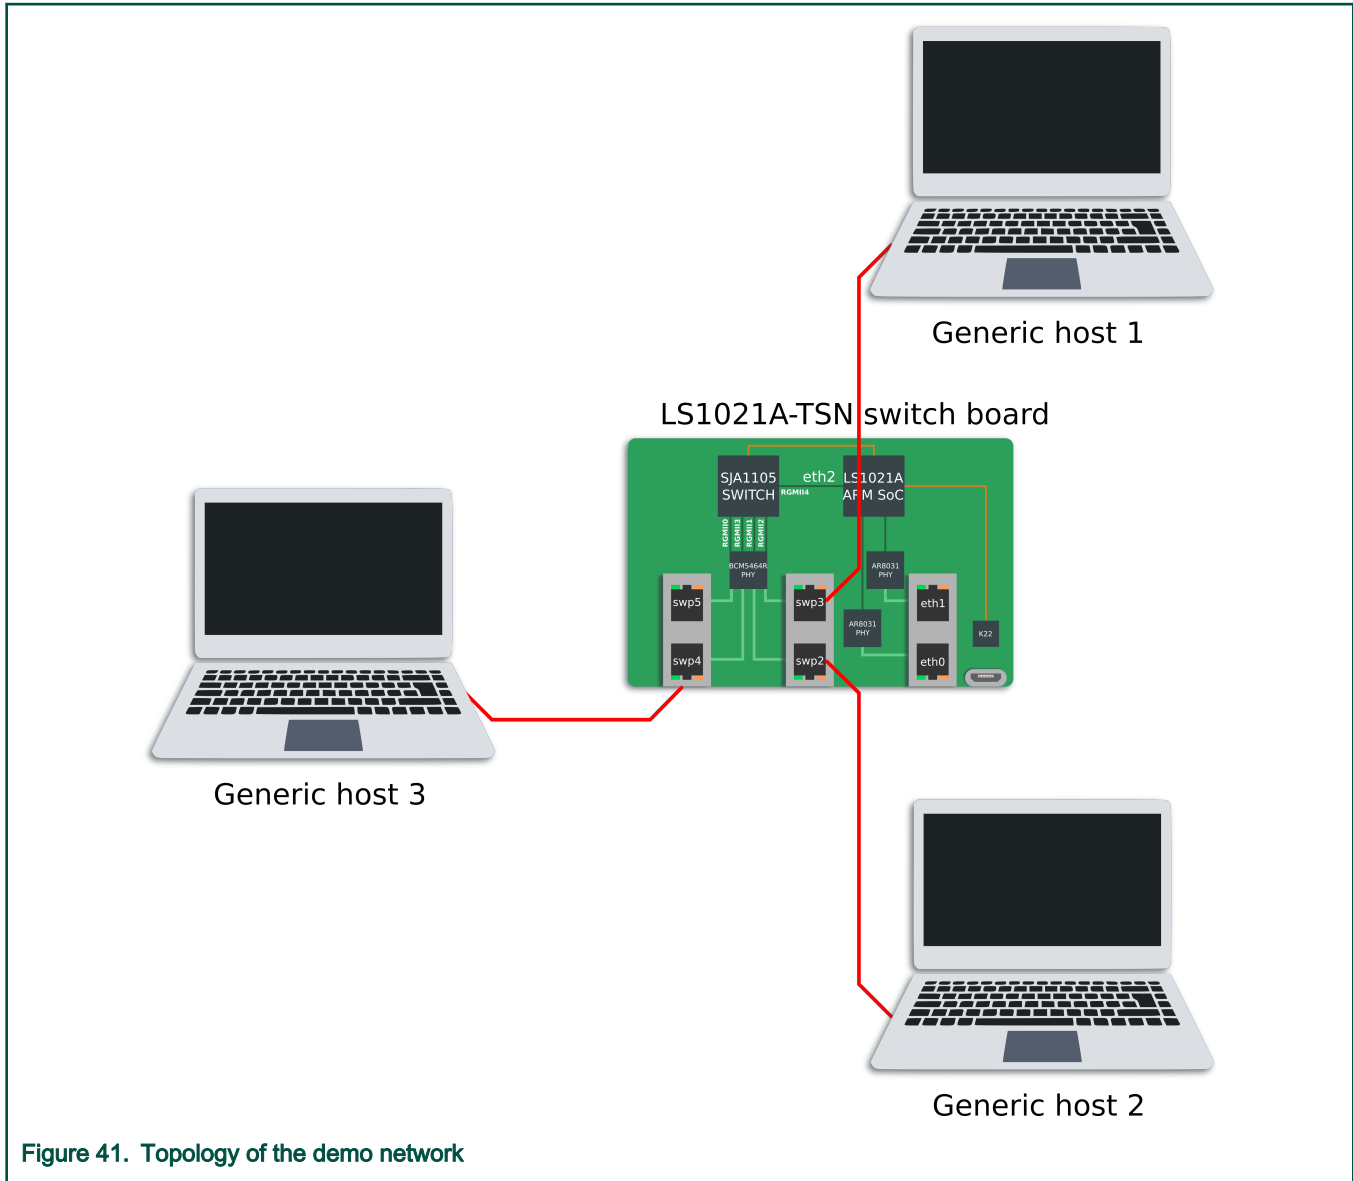 Generic host 1
LS1021A-TSN switch board
SJA1105
SWITCH
eth2
RGMII4
LS1021A
ARM SoC
RGMII0
RGMII3
RGMII1
RGMII2
BCM5464R
PHY
AR8031
PHY
swp5
swp3
eth1
AR8031
PHY
K22
swp4
swp2
eth0
Generic host 3
Generic host 2
Figure 41. Topology of the demo network